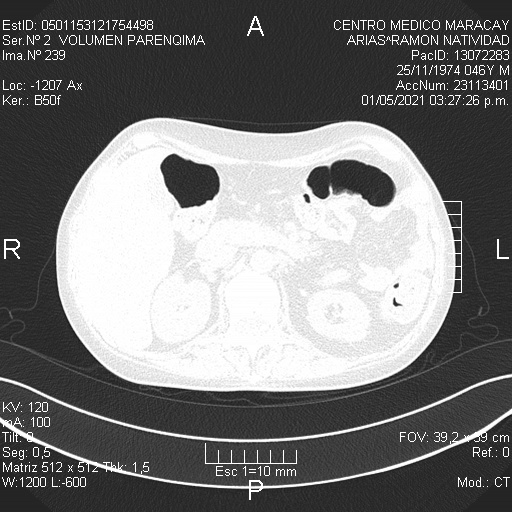 EstID: 0501153121754498
Ser.Nº 2 VOLUMEN PARENQIMA
Ima.Nº 239
Loc: -1207 Ax
Ker.: B50f
A
CENTRO MEDICO MARACAY
ARIAS^RAMON NATIVIDAD
PacID: 13072283
25/11/1974 046Y M
AccNum: 23113401
01/05/2021 03:27:26 p.m.
R
L
KV: 120
mA: 100
Tilt: 0
Seg: 0,5
Matriz 512 x 512 Thk: 1,5
W:1200 L:-600
Esc 1=10 mm
P
FOV: 39,2 x 39 cm
Ref.: 0
Mod.: CT